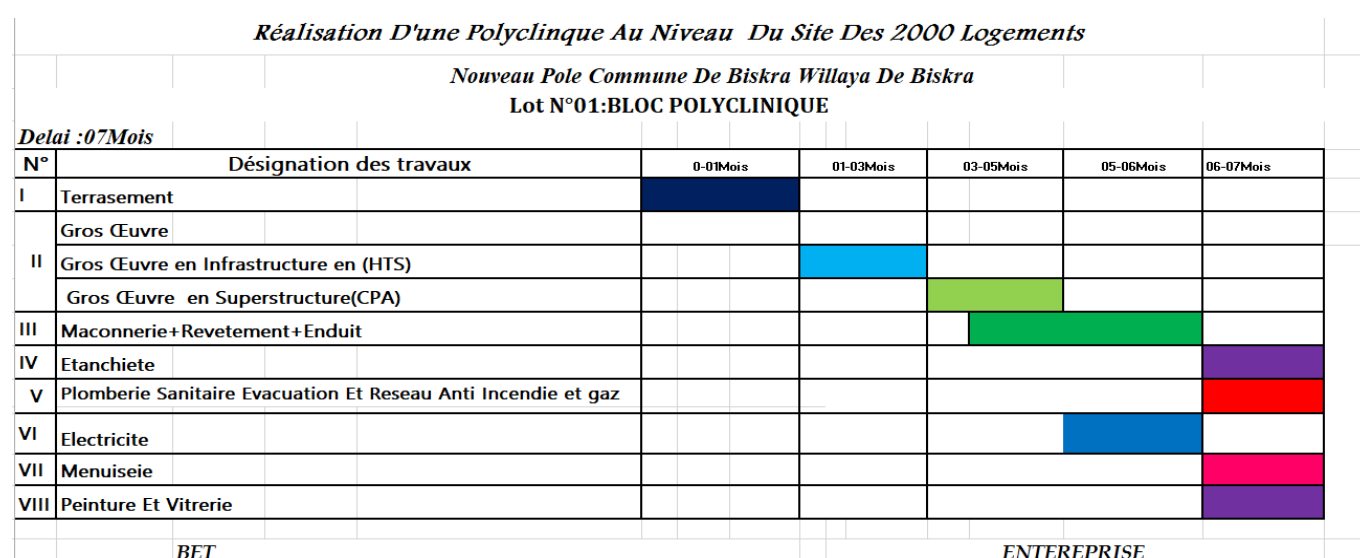 Réalisation D'une Polyclinque Au Niveau Du Site Des 2000 Logements
Nouveau Pole Commune De Biskra Willaya De Biskra
Lot N°01:BLOC POLYCLINIQUE
Delai :07Mois
N° Désignation des travaux 0-01Mois 01-03Mois 03-05Mois 05-06Mois 06-07Mois
I Terrasement
Gros Œuvre
II Gros Œuvre en Infrastructure en (HTS)
Gros Œuvre en Superstructure(CPA)
III Maconnerie+Revetement+Enduit
IV Etanchiete
V Plomberie Sanitaire Evacuation Et Reseau Anti Incendie et gaz
VI Electricite
VII Menuiseie
VIII Peinture Et Vitrerie
BET ENTEREPRISE